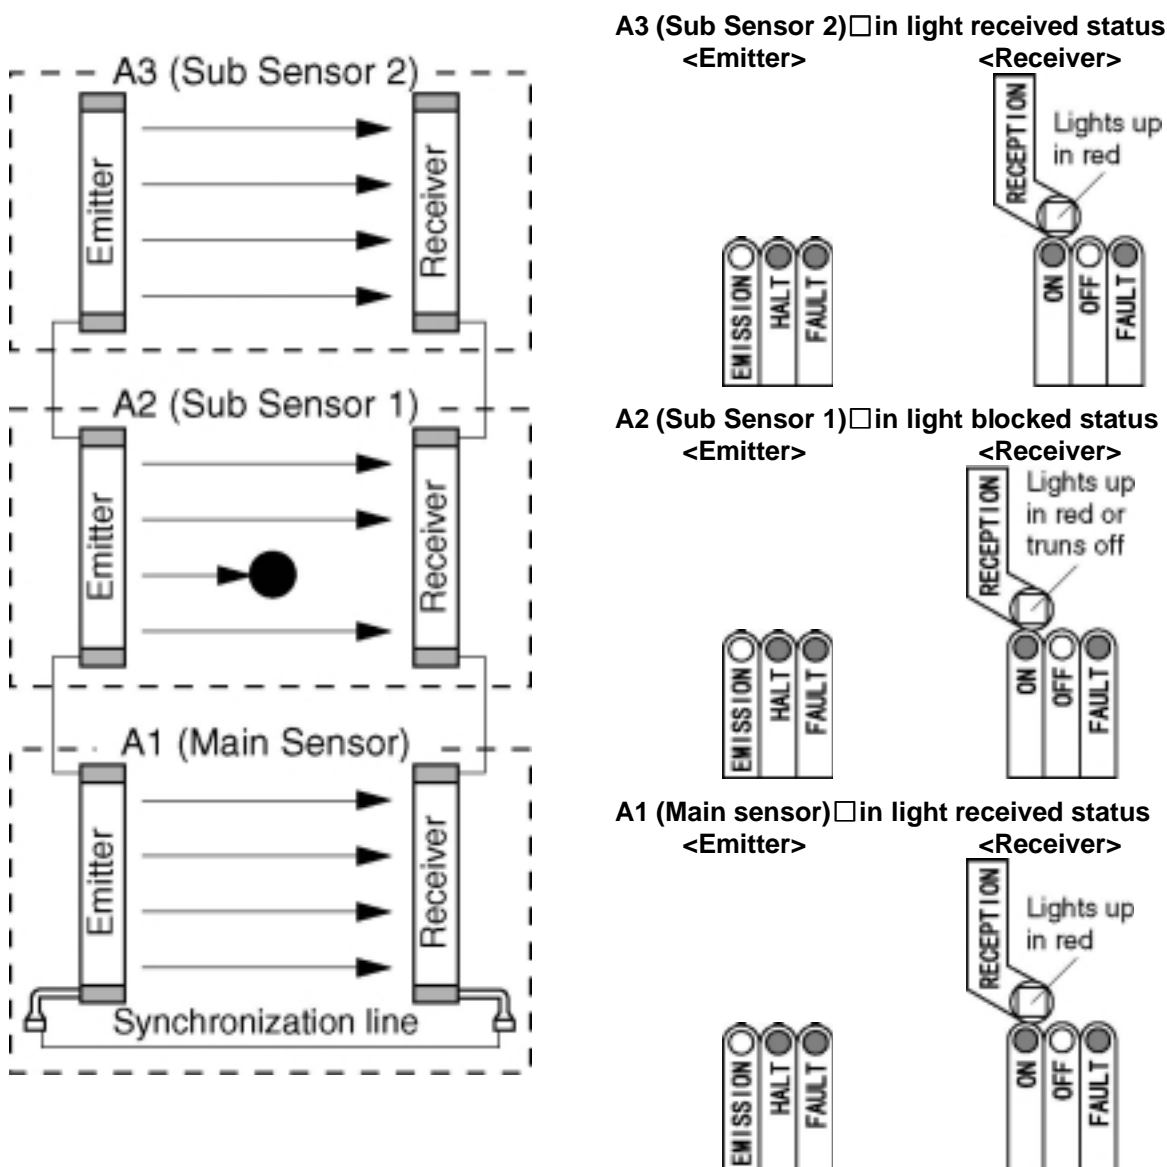 A3 (Sub Sensor 2)
Emitter
Receiver
A2 (Sub Sensor 1)
Emitter
Receiver
A1 (Main Sensor)
Emitter
Receiver
Synchronization line
A3 (Sub Sensor 2)□in light received status
<Emitter>
<Receiver>
RECEPTION
Lights up
in red
EMISSION
HALT
FAULT
ON
OFF
FAULT
A2 (Sub Sensor 1)□in light blocked status
<Emitter>
<Receiver>
RECEPTION
Lights up
in red or
truns off
EMISSION
HALT
FAULT
ON
OFF
FAULT
A1 (Main sensor)□in light received status
<Emitter>
<Receiver>
RECEPTION
Lights up
in red
EMISSION
HALT
FAULT
ON
OFF
FAULT